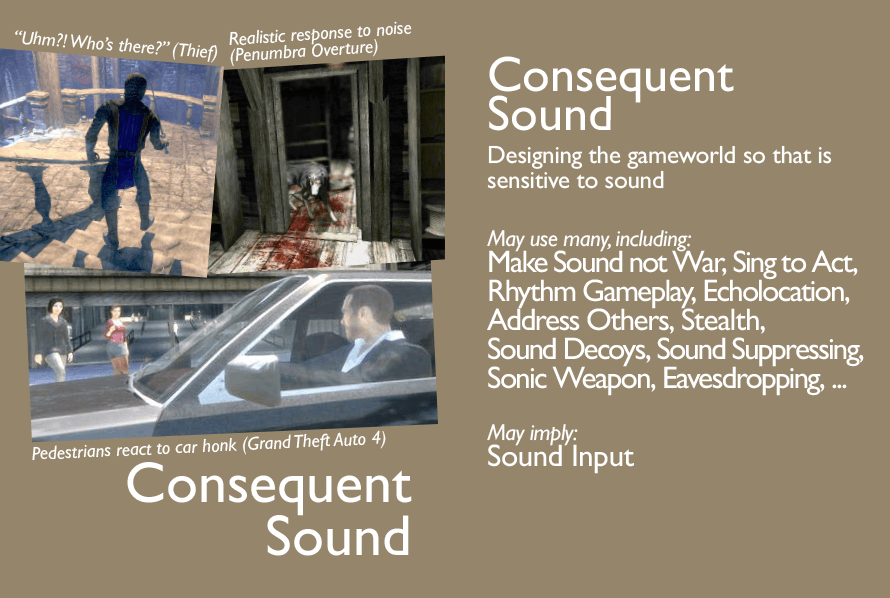 “Uhm?! Who’s there?” (Thief)
Realistic response to noise
(Penumbra Overture)
Pedestrians react to car honk (Grand Theft Auto 4)
Consequent
Sound
Consequent
Sound
Designing the gameworld so that is
sensitive to sound
May use many, including:
Make Sound not War, Sing to Act,
Rhythm Gameplay, Echolocation,
Address Others, Stealth,
Sound Decoys, Sound Suppressing,
Sonic Weapon, Eavesdropping, ...
May imply:
Sound Input